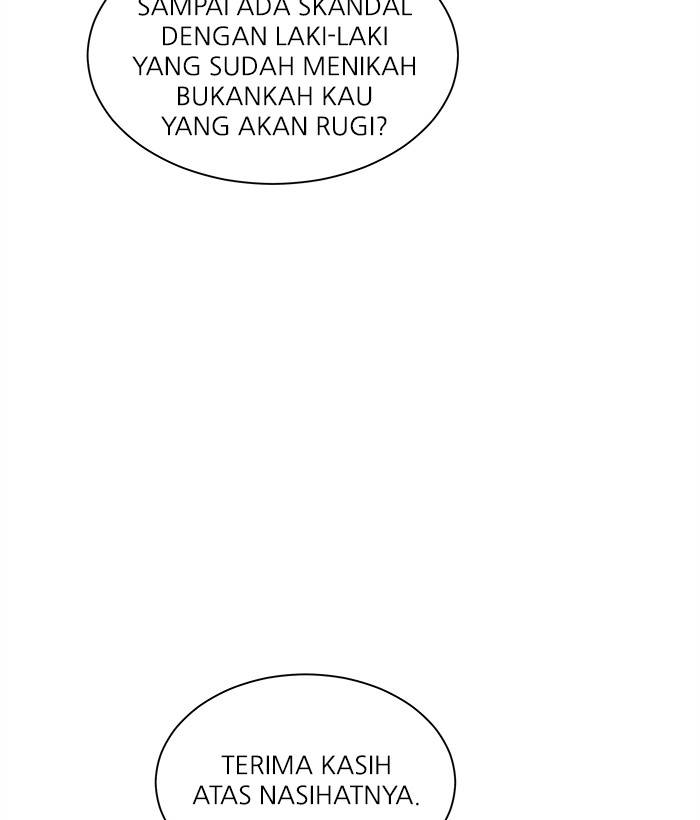 SAMPAI ADA SKANDAL
DENGAN LAKI-LAKI
YANG SUDAH MENIKAH
BUKANKAH KAU
YANG AKAN RUGI?
TERIMA KASIH
ATAS NASIHATNYA.